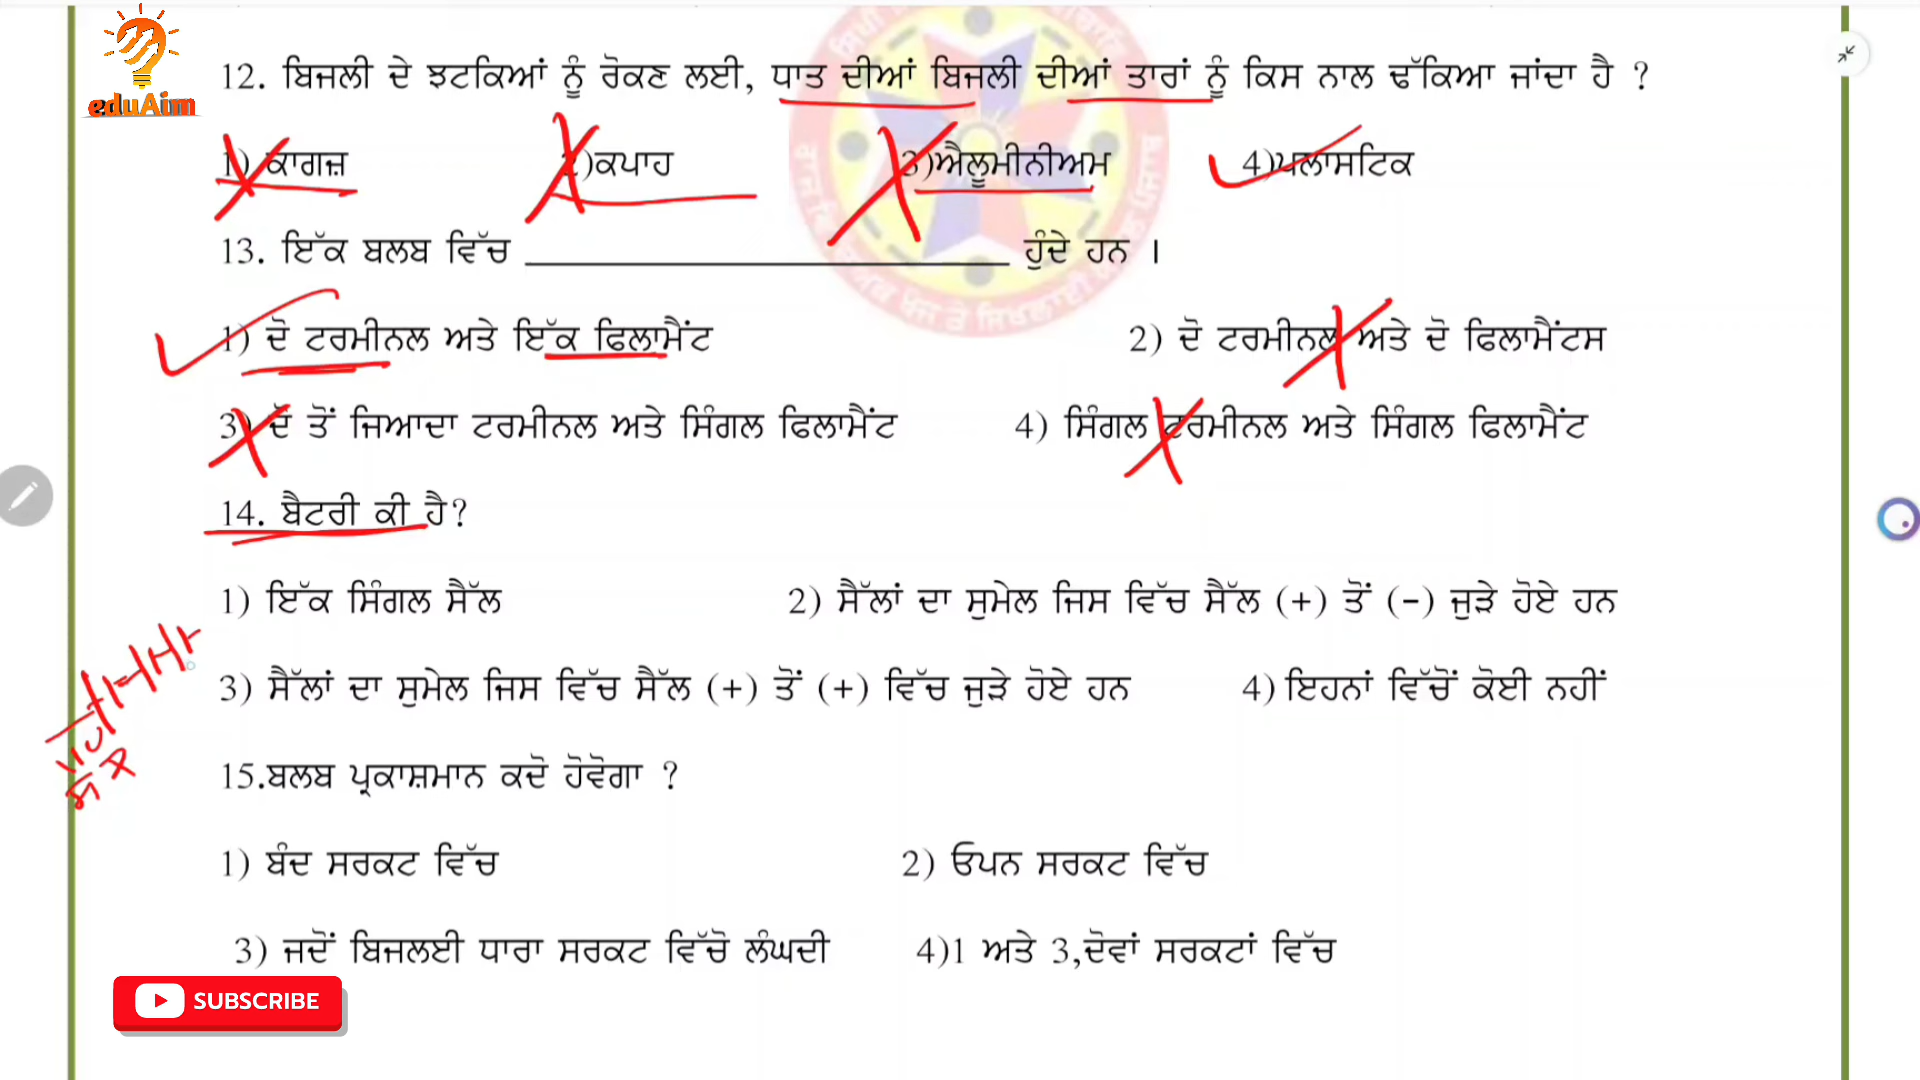 eduAim
12. ਬਿਜਲੀ ਦੇ ਝਟਕਿਆਂ ਨੂੰ ਰੋਕਣ ਲਈ, ਧਾਤ ਦੀਆਂ ਬਿਜਲੀ ਦੀਆਂ ਤਾਰਾਂ ਨੂੰ ਕਿਸ ਨਾਲ ਢੱਕਿਆ ਜਾਂਦਾ ਹੈ ?
1) ਕਾਗਜ਼ 2)ਕਪਾਹ 3)ਐਲੂਮੀਨੀਅਮ 4)ਪਲਾਸਟਿਕ
13. ਇੱਕ ਬਲਬ ਵਿੱਚ ______________________________ ਹੁੰਦੇ ਹਨ ।
1) ਦੋ ਟਰਮੀਨਲ ਅਤੇ ਇੱਕ ਫਿਲਾਮੈਂਟ 2) ਦੋ ਟਰਮੀਨਲ ਅਤੇ ਦੋ ਫਿਲਾਮੈਂਟਸ
3) ਦੋ ਤੋਂ ਜਿਆਦਾ ਟਰਮੀਨਲ ਅਤੇ ਸਿੰਗਲ ਫਿਲਾਮੈਂਟ 4) ਸਿੰਗਲ ਟਰਮੀਨਲ ਅਤੇ ਸਿੰਗਲ ਫਿਲਾਮੈਂਟ
14. ਬੈਟਰੀ ਕੀ ਹੈ?
1) ਇੱਕ ਸਿੰਗਲ ਸੈੱਲ 2) ਸੈੱਲਾਂ ਦਾ ਸੁਮੇਲ ਜਿਸ ਵਿੱਚ ਸੈੱਲ (+) ਤੋਂ (-) ਜੁੜੇ ਹੋਏ ਹਨ
3) ਸੈੱਲਾਂ ਦਾ ਸੁਮੇਲ ਜਿਸ ਵਿੱਚ ਸੈੱਲ (+) ਤੋਂ (+) ਵਿੱਚ ਜੁੜੇ ਹੋਏ ਹਨ 4) ਇਹਨਾਂ ਵਿੱਚੋਂ ਕੋਈ ਨਹੀਂ
15.ਬਲਬ ਪ੍ਰਕਾਸ਼ਮਾਨ ਕਦੋ ਹੋਵੇਗਾ ?
1) ਬੰਦ ਸਰਕਟ ਵਿੱਚ 2) ਓਪਨ ਸਰਕਟ ਵਿੱਚ
3) ਜਦੋਂ ਬਿਜਲਈ ਧਾਰਾ ਸਰਕਟ ਵਿੱਚੋ ਲੰਘਦੀ 4)1 ਅਤੇ 3,ਦੋਵਾਂ ਸਰਕਟਾਂ ਵਿੱਚ
SUBSCRIBE